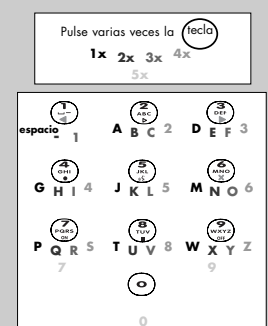 Pulse varias veces la tecla
1x 2x 3x 4x
5x
1 2 3
ABC DEF
espacio - 1 A B C 2 D E F 3
4 5 6
GHI JKL MNO
G H I 4 J K L 5 M N O 6
7 8 9
PQRS TUV WXYZ
ON OFF
P Q R S T U V 8 W X Y Z
7 9
0
0